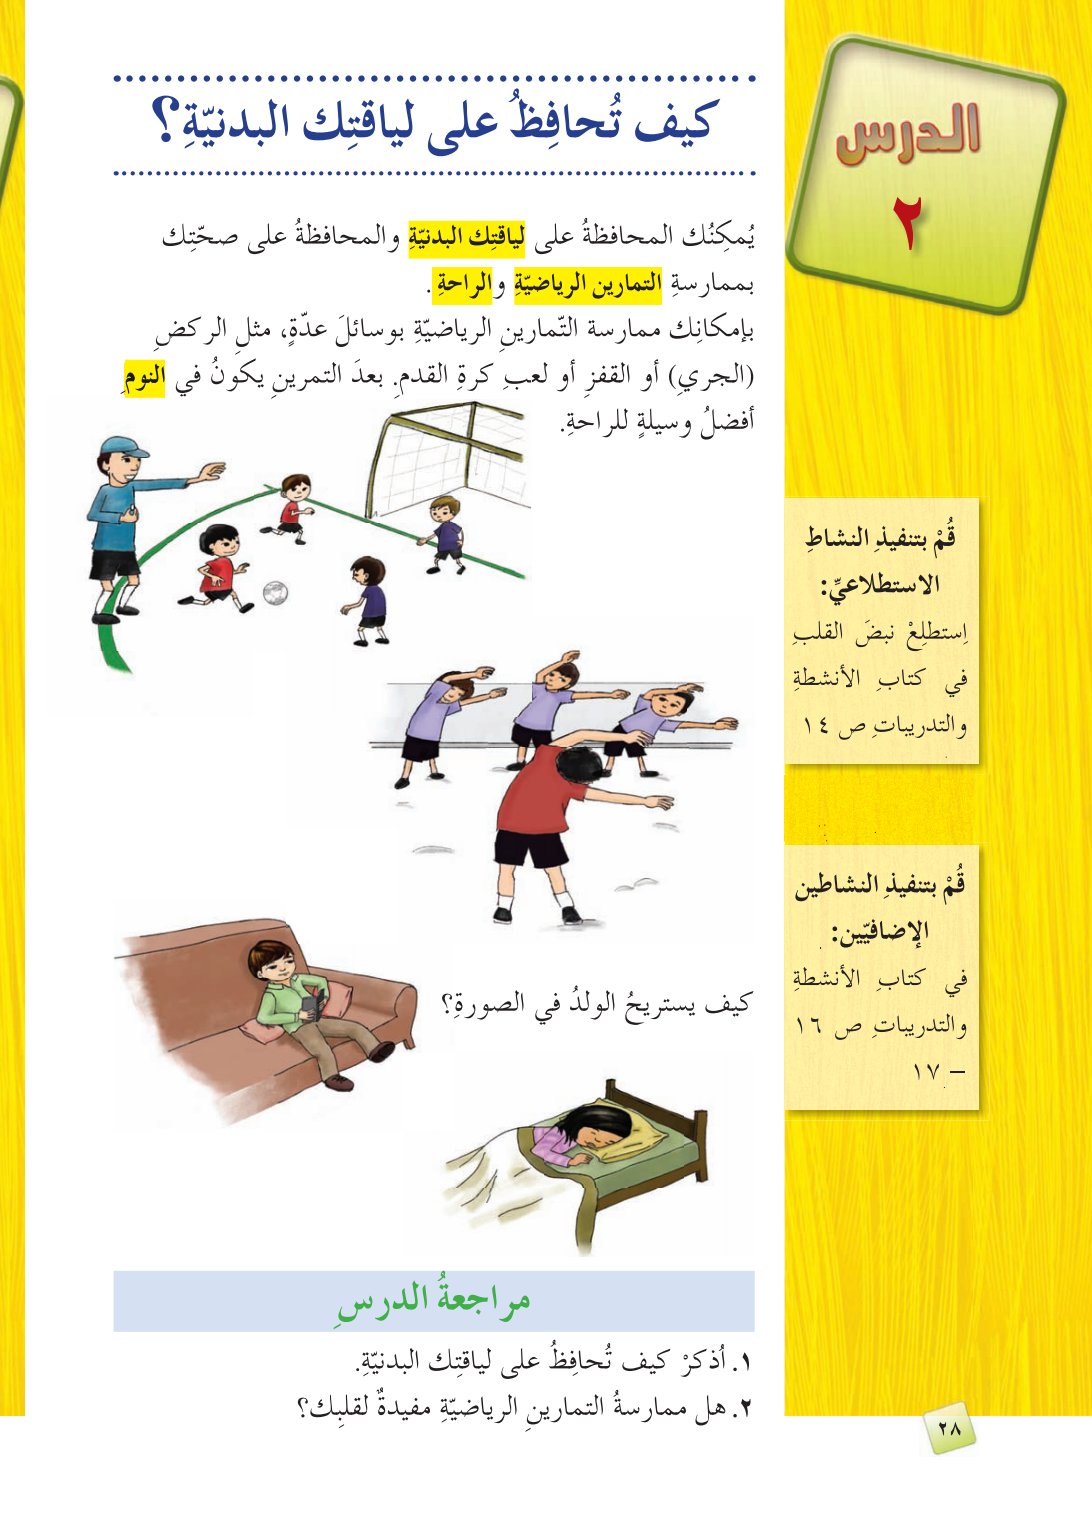 الدرس
٢
كيف تُحافِظُ على لياقتِك البدنيّةِ؟
يُمكِنُك المحافظةُ على لياقتِك البدنيّةِ والمحافظةُ على صحّتِك
بممارسةِ التمارين الرياضيّةِ والراحةِ.
بإمكانِك ممارسة التّمارينِ الرياضيّةِ بوسائلَ عدّةٍ، مثلِ الركضِ
(الجريِ) أو القفزِ أو لعبِ كرةِ القدمِ. بعدَ التمرينِ يكونُ في النومِ
أفضلُ وسيلةٍ للراحةِ.
قُمْ بتنفيذِ النشاطِ
الاستطلاعيِّ:
اِستطلِعْ نبضَ القلبِ
في كتابِ الأنشطةِ
والتدريباتِ ص ١٤
قُمْ بتنفيذِ النشاطين
الإضافيّين:
في كتابِ الأنشطةِ
والتدريباتِ ص ١٦
– ١٧
كيف يستريحُ الولدُ في الصورةِ؟
مراجعةُ الدرسِ
١. اُذكرْ كيف تُحافِظُ على لياقتِك البدنيّةِ.
٢. هل ممارسةُ التمارينِ الرياضيّةِ مفيدةٌ لقلبِك؟
٢٨